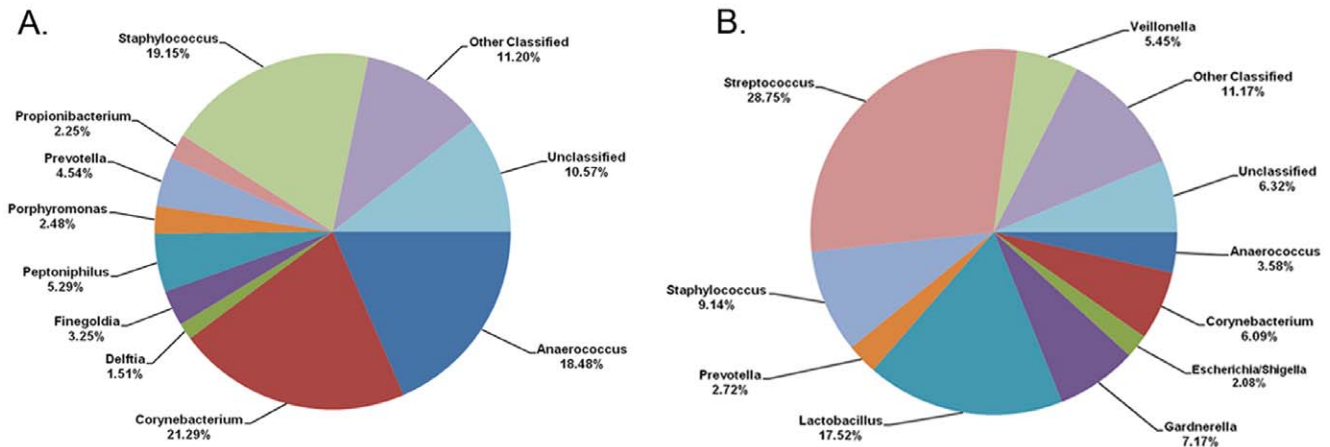 A.
Staphylococcus
19.15%
Other Classified
11.20%
Propionibacterium
2.25%
Prevotella
4.54%
Unclassified
10.57%
Porphyromonas
2.48%
Peptoniphilus
5.29%
Finegoldia
3.25%
Delftia
1.51%
Anaerococcus
18.48%
Corynebacterium
21.29%
B.
Veillonella
5.45%
Streptococcus
28.75%
Other Classified
11.17%
Unclassified
6.32%
Anaerococcus
3.58%
Staphylococcus
9.14%
Corynebacterium
6.09%
Prevotella
2.72%
Escherichia/Shigella
2.08%
Lactobacillus
17.52%
Gardnerella
7.17%